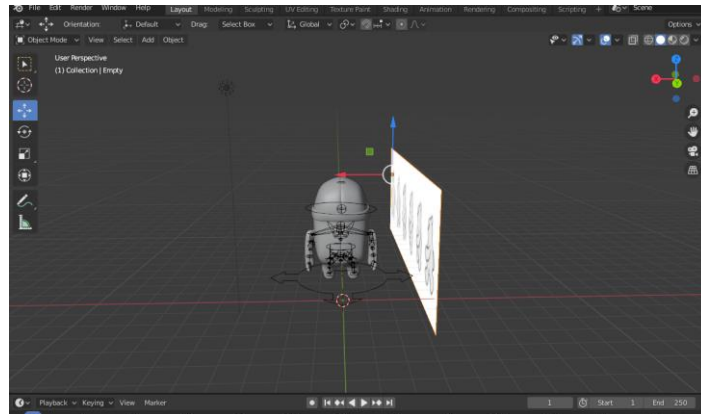 File Edit Render Window Help Layout Modeling Sculpting UV Editing Texture Paint Shading Animation Rendering Compositing Scripting + Scene
Orientation: Default Drag: Select Box Global Options
Object Mode View Select Add Object
User Perspective
(1) Collection | Empty
Playback Keying View Marker 1 Start 1 End 250